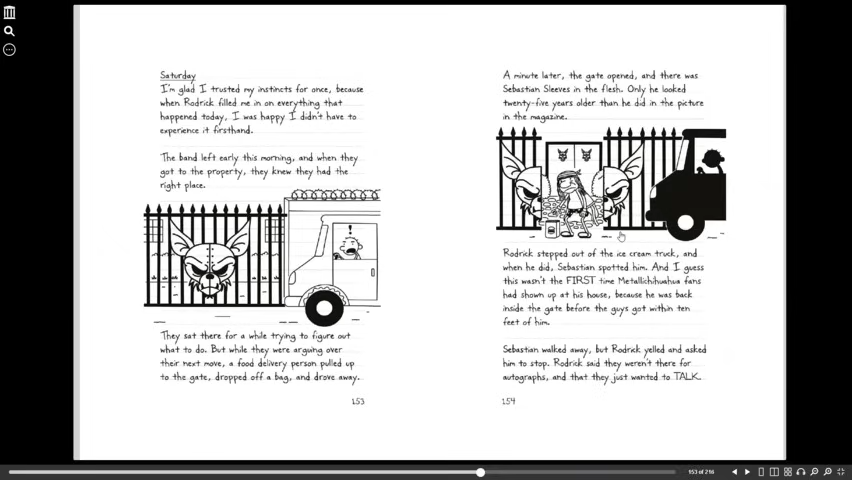 Saturday
I'm glad I trusted my instincts for once, because
when Rodrick filled me in on everything that
happened today, I was happy I didn't have to
experience it firsthand.
The band left early this morning, and when they
got to the property, they knew they had the
right place.
!
They sat there for a while trying to figure out
what to do. But while they were arguing over
their next move, a food delivery person pulled up
to the gate, dropped off a bag, and drove away.
153
A minute later, the gate opened, and there was
Sebastian Sleeves in the flesh. Only he looked
twenty-five years older than he did in the picture
in the magazine.
Rodrick stepped out of the ice cream truck, and
when he did, Sebastian spotted him. And I guess
this wasn't the FIRST time Metallichihuahua fans
had shown up at his house, because he was back
inside the gate before the guys got within ten
feet of him.
Sebastian walked away, but Rodrick yelled and asked
him to stop. Rodrick said they weren't there for
autographs, and that they just wanted to TALK.
154
153 of 216